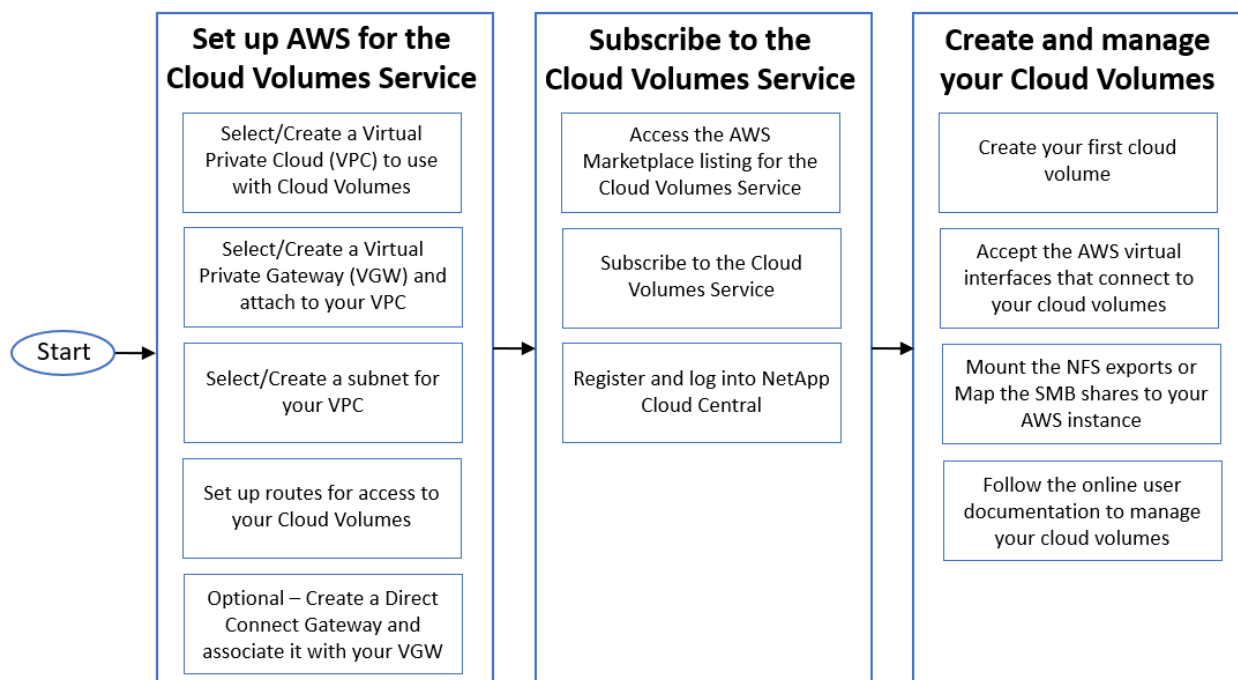 Start
Set up AWS for the
Cloud Volumes Service
Select/Create a Virtual
Private Cloud (VPC) to use
with Cloud Volumes
Select/Create a Virtual
Private Gateway (VGW) and
attach to your VPC
Select/Create a subnet for
your VPC
Set up routes for access to
your Cloud Volumes
Optional – Create a Direct
Connect Gateway and
associate it with your VGW
Subscribe to the
Cloud Volumes Service
Access the AWS
Marketplace listing for the
Cloud Volumes Service
Subscribe to the Cloud
Volumes Service
Register and log into NetApp
Cloud Central
Create and manage
your Cloud Volumes
Create your first cloud
volume
Accept the AWS virtual
interfaces that connect to
your cloud volumes
Mount the NFS exports or
Map the SMB shares to your
AWS instance
Follow the online user
documentation to manage
your cloud volumes